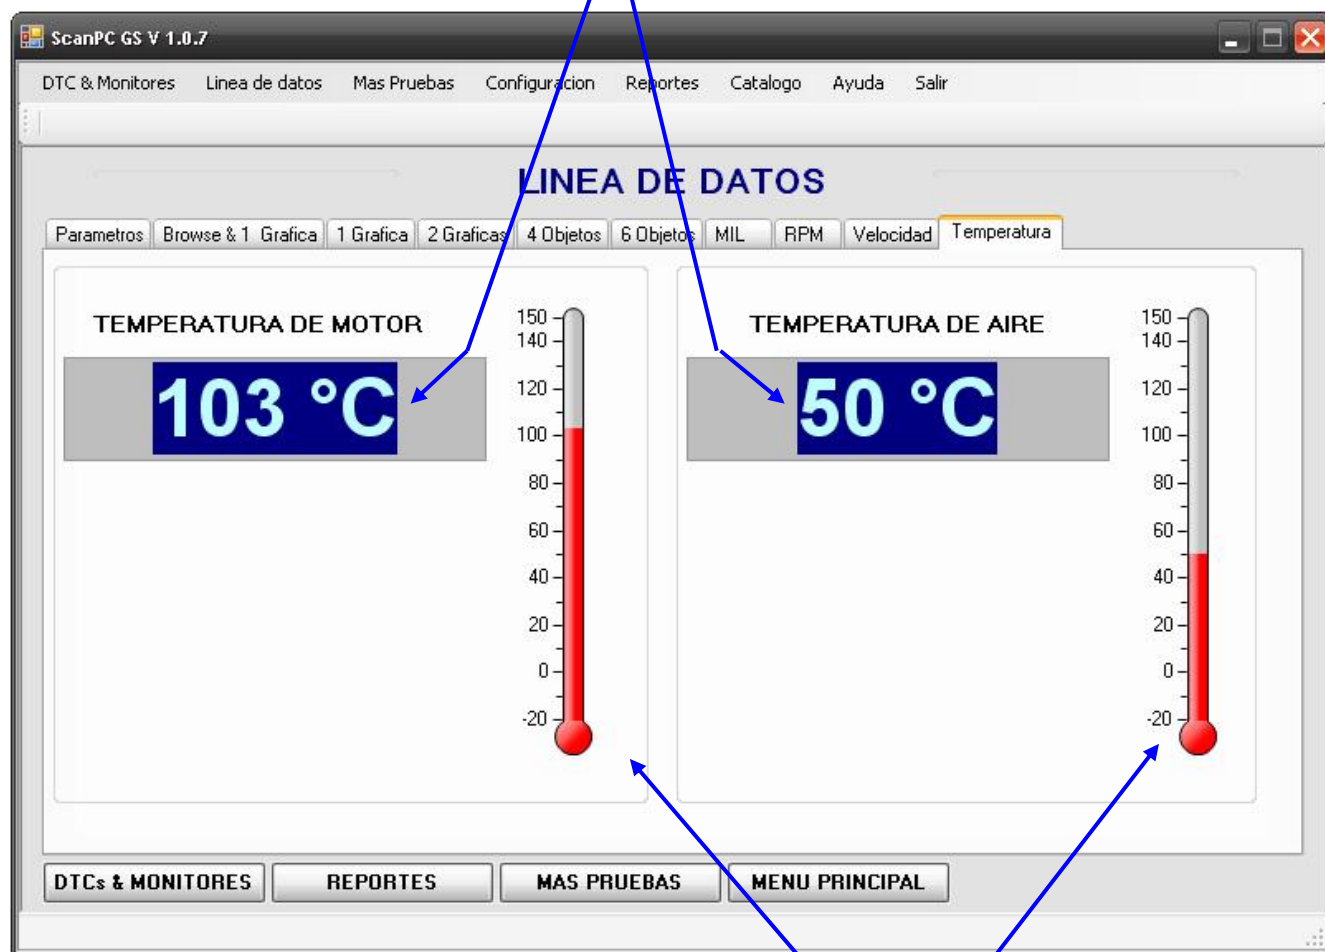 ScanPC GS V 1.0.7
DTC & Monitores Linea de datos Mas Pruebas Configuracion Reportes Catalogo Ayuda Salir
LINEA DE DATOS
Parametros Browse & 1 Grafica 1 Grafica 2 Graficas 4 Objetos 6 Objetos MIL RPM Velocidad Temperatura
TEMPERATURA DE MOTOR
103 °C
150
140
120
100
80
60
40
20
0
-20
TEMPERATURA DE AIRE
50 °C
150
140
120
100
80
60
40
20
0
-20
DTCs & MONITORES REPORTES MAS PRUEBAS MENU PRINCIPAL